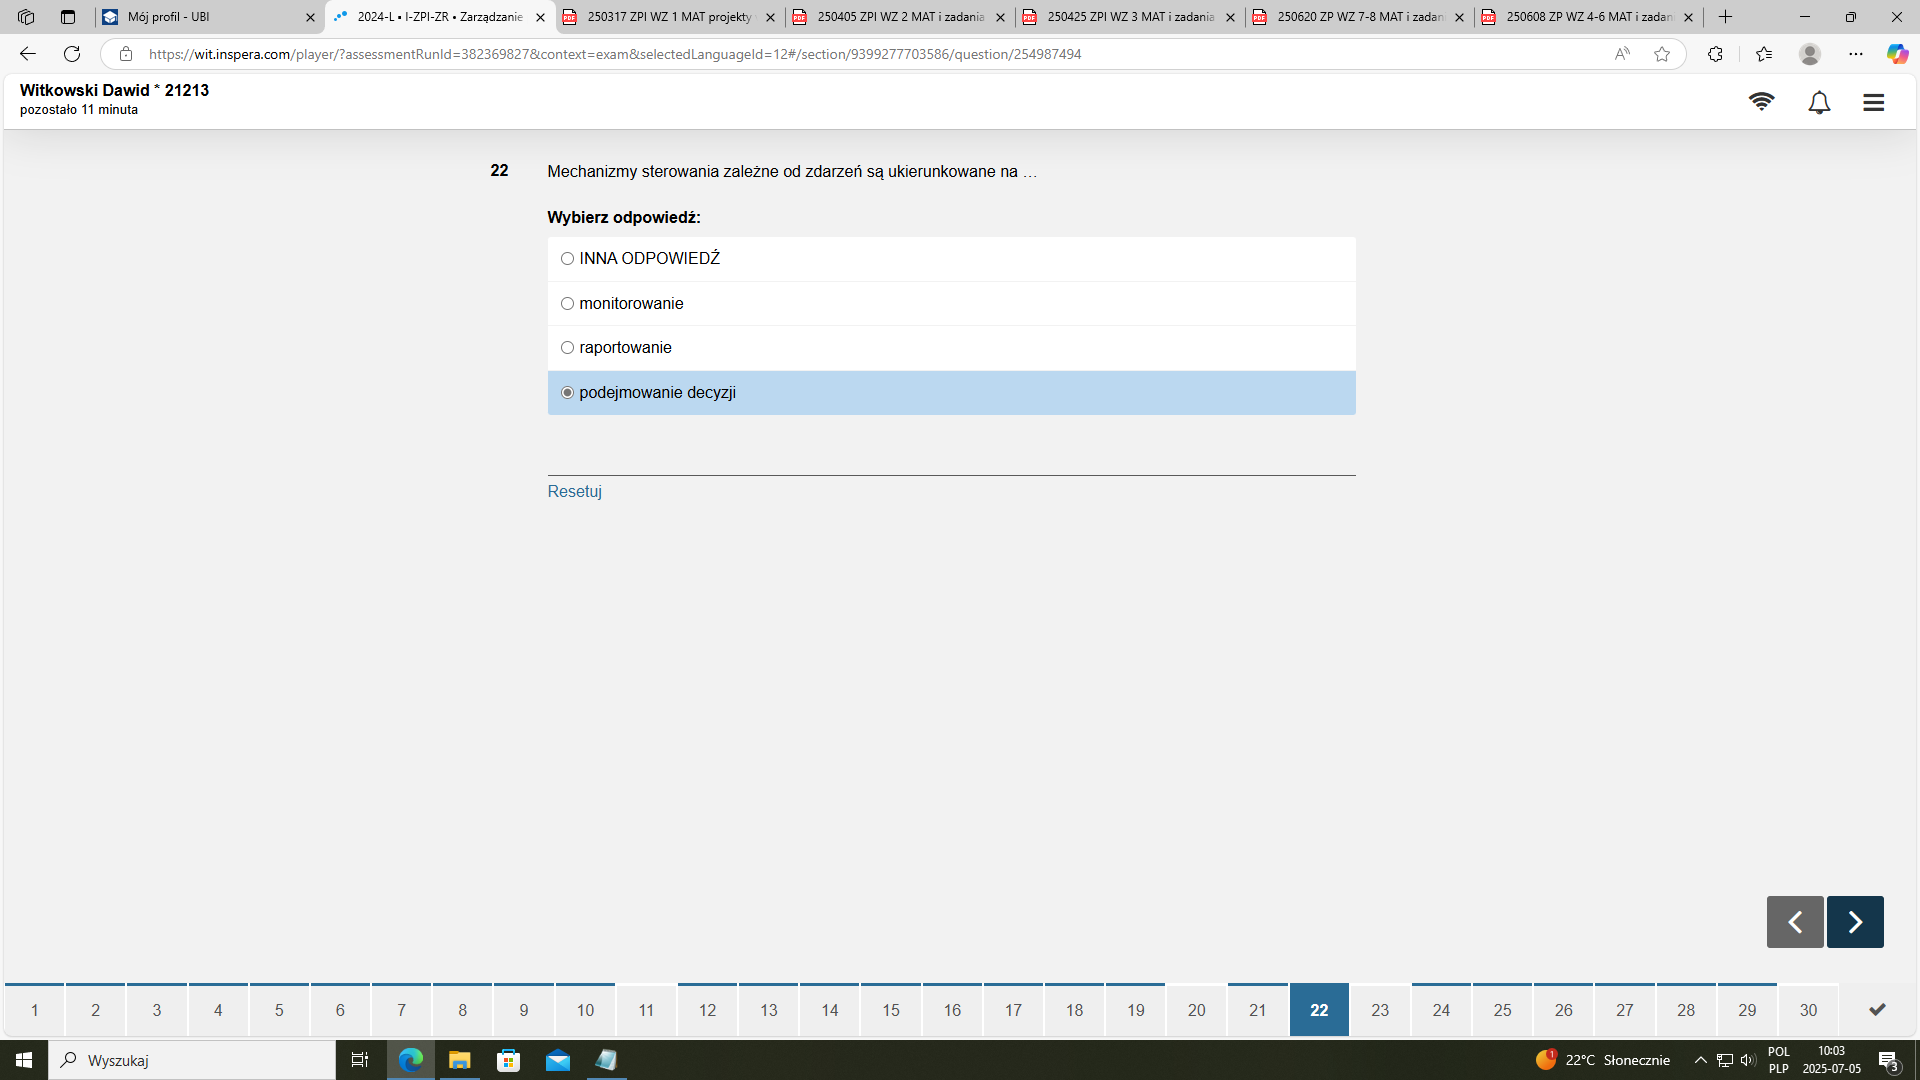 Mój profil - UBI
2024-L • I-ZPI-ZR • Zarządzanie
250317 ZPI WZ 1 MAT projekty
250405 ZPI WZ 2 MAT i zadania
250425 ZPI WZ 3 MAT i zadania
250620 ZP WZ 7-8 MAT i zadan
250608 ZP WZ 4-6 MAT i zadan
https://wit.inspera.com/player/?assessmentRunId=382369827&context=exam&selectedLanguageId=12#/section/9399277703586/question/254987494
Witkowski Dawid * 21213
pozostało 11 minuta
22 Mechanizmy sterowania zależne od zdarzeń są ukierunkowane na …
Wybierz odpowiedź:
INNA ODPOWIEDŹ
monitorowanie
raportowanie
podejmowanie decyzji
Resetuj
1 2 3 4 5 6 7 8 9 10 11 12 13 14 15 16 17 18 19 20 21 22 23 24 25 26 27 28 29 30
Wyszukaj
1
22°C Słonecznie
POL
PLP
10:03
2025-07-05
3